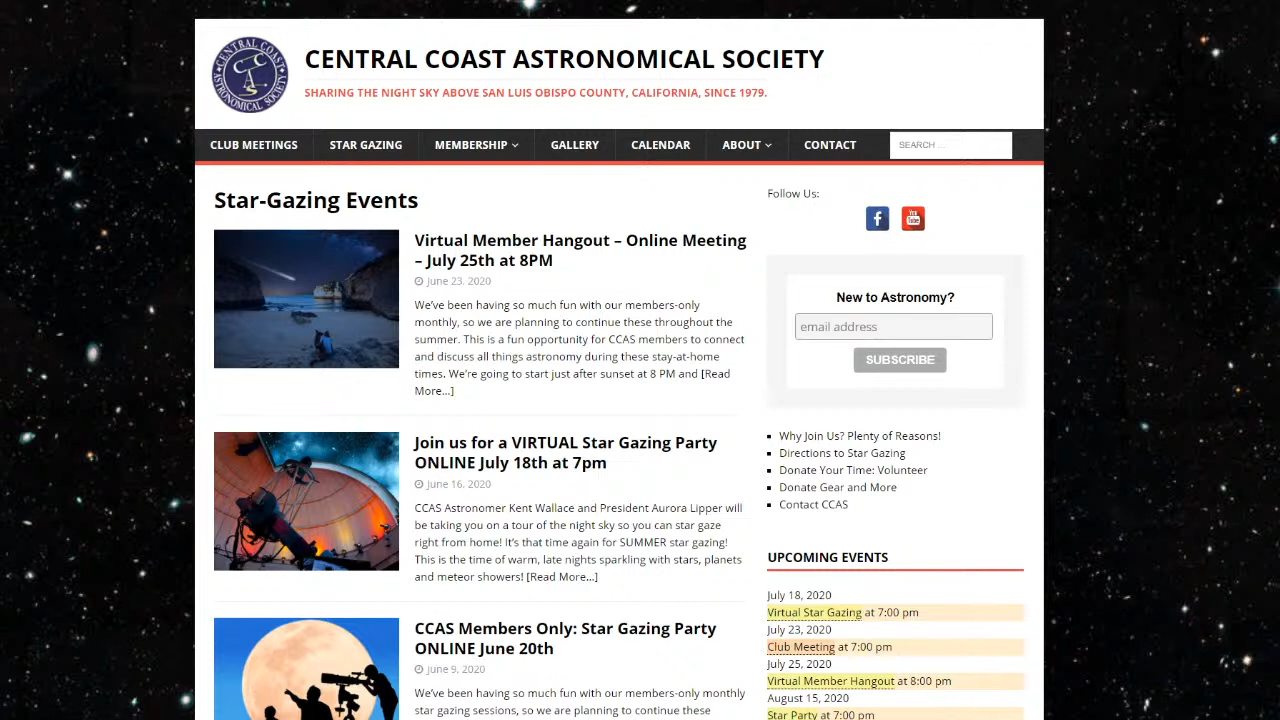 CENTRAL COAST
ASTRONOMICAL SOCIETY
CENTRAL COAST ASTRONOMICAL SOCIETY
SHARING THE NIGHT SKY ABOVE SAN LUIS OBISPO COUNTY, CALIFORNIA, SINCE 1979.
CLUB MEETINGS STAR GAZING MEMBERSHIP GALLERY CALENDAR ABOUT CONTACT SEARCH …
Star-Gazing Events
Virtual Member Hangout – Online Meeting
– July 25th at 8PM
June 23, 2020
We've been having so much fun with our members-only
monthly, so we are planning to continue these throughout the
summer. This is a fun opportunity for CCAS members to connect
and discuss all things astronomy during these stay-at-home
times. We're going to start just after sunset at 8 PM and [Read
More...]
Join us for a VIRTUAL Star Gazing Party
ONLINE July 18th at 7pm
June 16, 2020
CCAS Astronomer Kent Wallace and President Aurora Lipper will
be taking you on a tour of the night sky so you can star gaze
right from home! It's that time again for SUMMER star gazing!
This is the time of warm, late nights sparkling with stars, planets
and meteor showers! [Read More...]
CCAS Members Only: Star Gazing Party
ONLINE June 20th
June 9, 2020
We've been having so much fun with our members-only monthly
star gazing sessions, so we are planning to continue these
Follow Us:
f
You
Tube
New to Astronomy?
email address
SUBSCRIBE
Why Join Us? Plenty of Reasons!
Directions to Star Gazing
Donate Your Time: Volunteer
Donate Gear and More
Contact CCAS
UPCOMING EVENTS
July 18, 2020
Virtual Star Gazing at 7:00 pm
July 23, 2020
Club Meeting at 7:00 pm
July 25, 2020
Virtual Member Hangout at 8:00 pm
August 15, 2020
Star Party at 7:00 pm